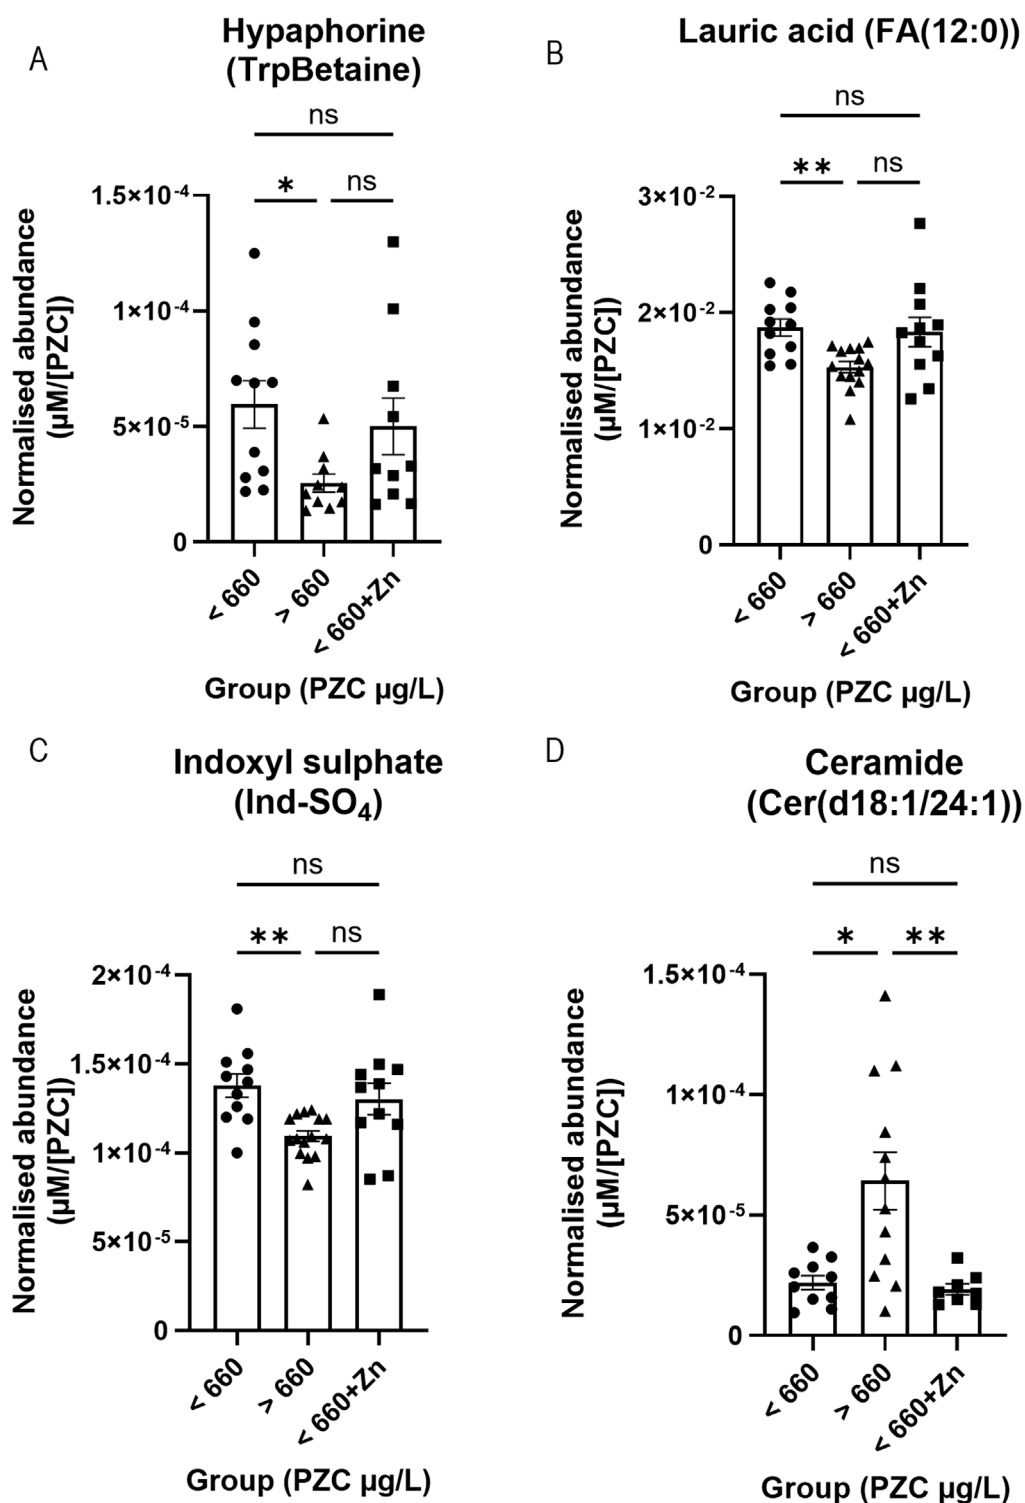 A
Hypaphorine
(TrpBetaine)
ns
*
ns
Normalised abundance
(µM/[PZC])
1.5×10⁻⁴
1×10⁻⁴
5×10⁻⁵
0
< 660
> 660
< 660+Zn
Group (PZC µg/L)
B
Lauric acid (FA(12:0))
ns
**
ns
Normalised abundance
(µM/[PZC])
3×10⁻²
2×10⁻²
1×10⁻²
0
< 660
> 660
< 660+Zn
Group (PZC µg/L)
C
Indoxyl sulphate
(Ind-SO₄)
ns
**
ns
Normalised abundance
(µM/[PZC])
2×10⁻⁴
1.5×10⁻⁴
1×10⁻⁴
5×10⁻⁵
0
< 660
> 660
< 660+Zn
Group (PZC µg/L)
D
Ceramide
(Cer(d18:1/24:1))
ns
*
**
Normalised abundance
(µM/[PZC])
1.5×10⁻⁴
1×10⁻⁴
5×10⁻⁵
0
< 660
> 660
< 660+Zn
Group (PZC µg/L)